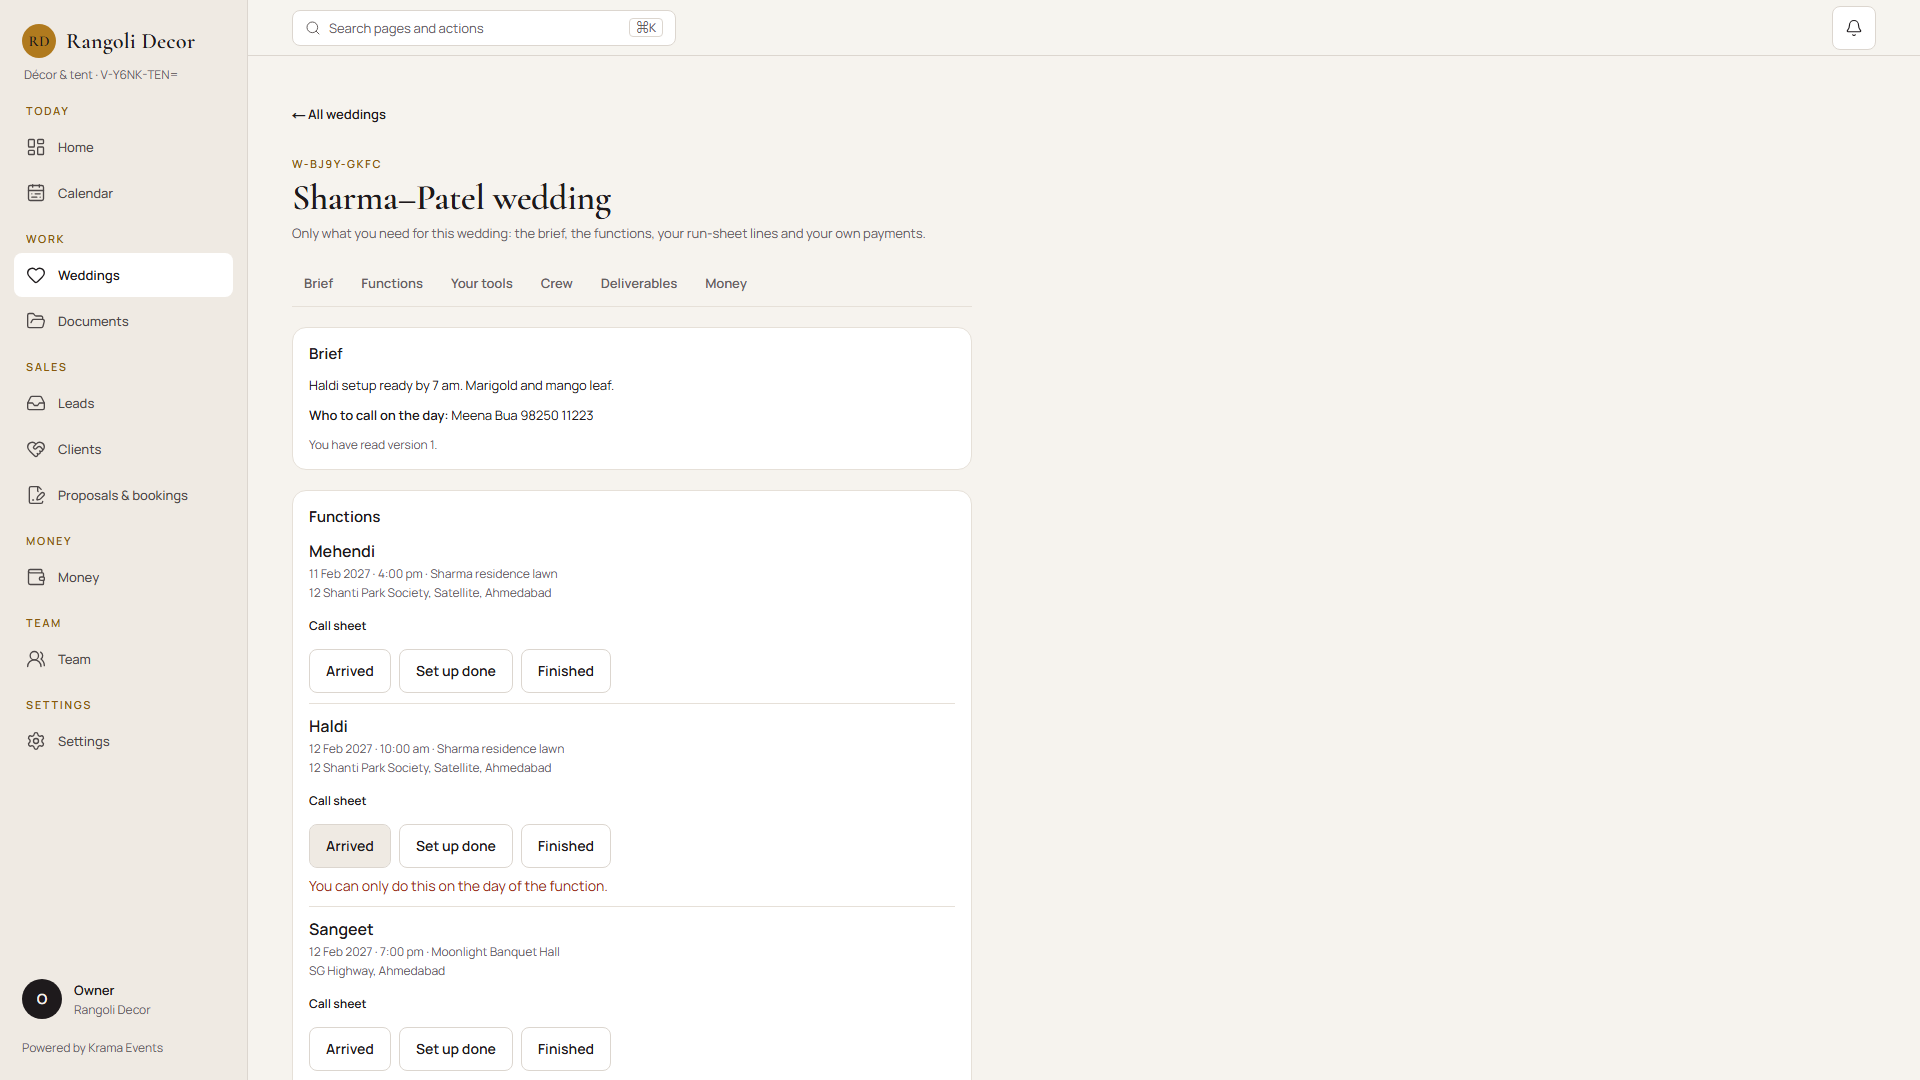 RD
Rangoli Decor
Décor & tent · V-Y6NK-TEN=
TODAY
Home
Calendar
WORK
Weddings
Documents
SALES
Leads
Clients
Proposals & bookings
MONEY
Money
TEAM
Team
SETTINGS
Settings
O
Owner
Rangoli Decor
Powered by Krama Events
Search pages and actions
⌘K
← All weddings
W-BJ9Y-GKFC
Sharma–Patel wedding
Only what you need for this wedding: the brief, the functions, your run-sheet lines and your own payments.
Brief Functions Your tools Crew Deliverables Money
Brief
Haldi setup ready by 7 am. Marigold and mango leaf.
Who to call on the day: Meena Bua 98250 11223
You have read version 1.
Functions
Mehendi
11 Feb 2027 · 4:00 pm · Sharma residence lawn
12 Shanti Park Society, Satellite, Ahmedabad
Call sheet
Arrived Set up done Finished
Haldi
12 Feb 2027 · 10:00 am · Sharma residence lawn
12 Shanti Park Society, Satellite, Ahmedabad
Call sheet
Arrived Set up done Finished
You can only do this on the day of the function.
Sangeet
12 Feb 2027 · 7:00 pm · Moonlight Banquet Hall
SG Highway, Ahmedabad
Call sheet
Arrived Set up done Finished